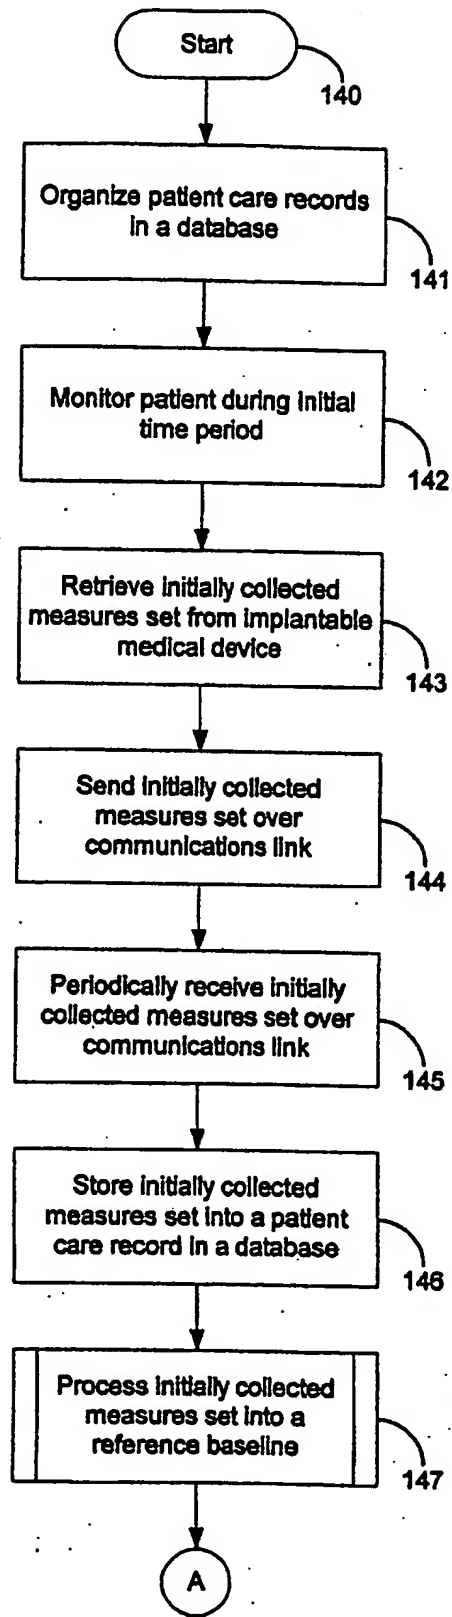 Start
140
Organize patient care records
in a database
141
Monitor patient during initial
time period
142
Retrieve initially collected
measures set from implantable
medical device
143
Send initially collected
measures set over
communications link
144
Periodically receive initially
collected measures set over
communications link
145
Store initially collected
measures set into a patient
care record in a database
146
Process initially collected
measures set into a
reference baseline
147
A